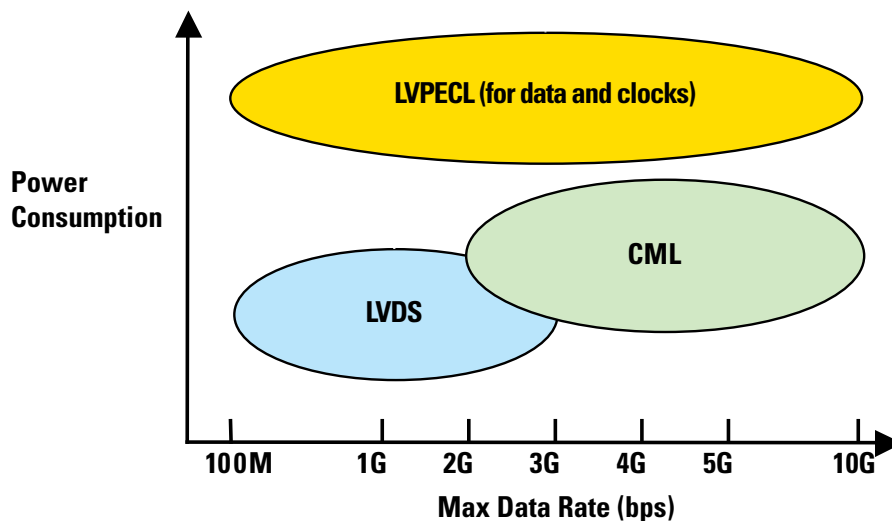 LVPECL (for data and clocks)
Power
Consumption
CML
LVDS
100M 1G 2G 3G 4G 5G 10G
Max Data Rate (bps)